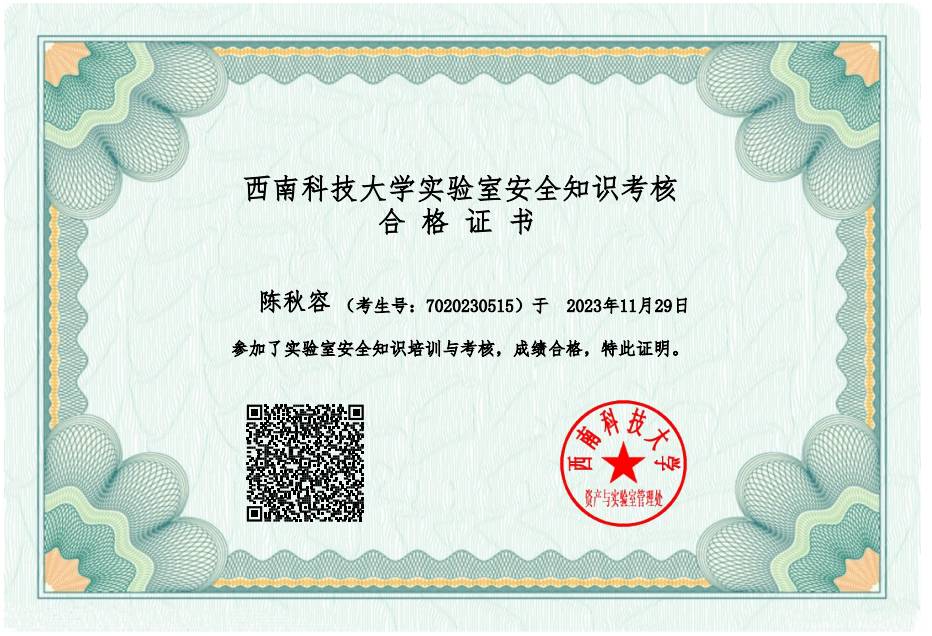 西南科技大学实验室安全知识考核
合格证书
陈秋容（考生号：7020230515）于 2023年11月29日
参加了实验室安全知识培训与考核，成绩合格，特此证明。
西南科技大学
资产与实验室管理处